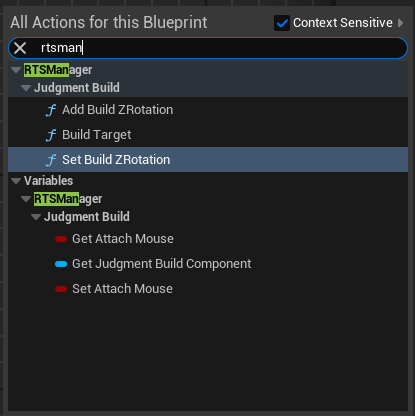 All Actions for this Blueprint Context Sensitive
rtsman
RTSManager
Judgment Build
Add Build ZRotation
Build Target
Set Build ZRotation
Variables
RTSManager
Judgment Build
Get Attach Mouse
Get Judgment Build Component
Set Attach Mouse